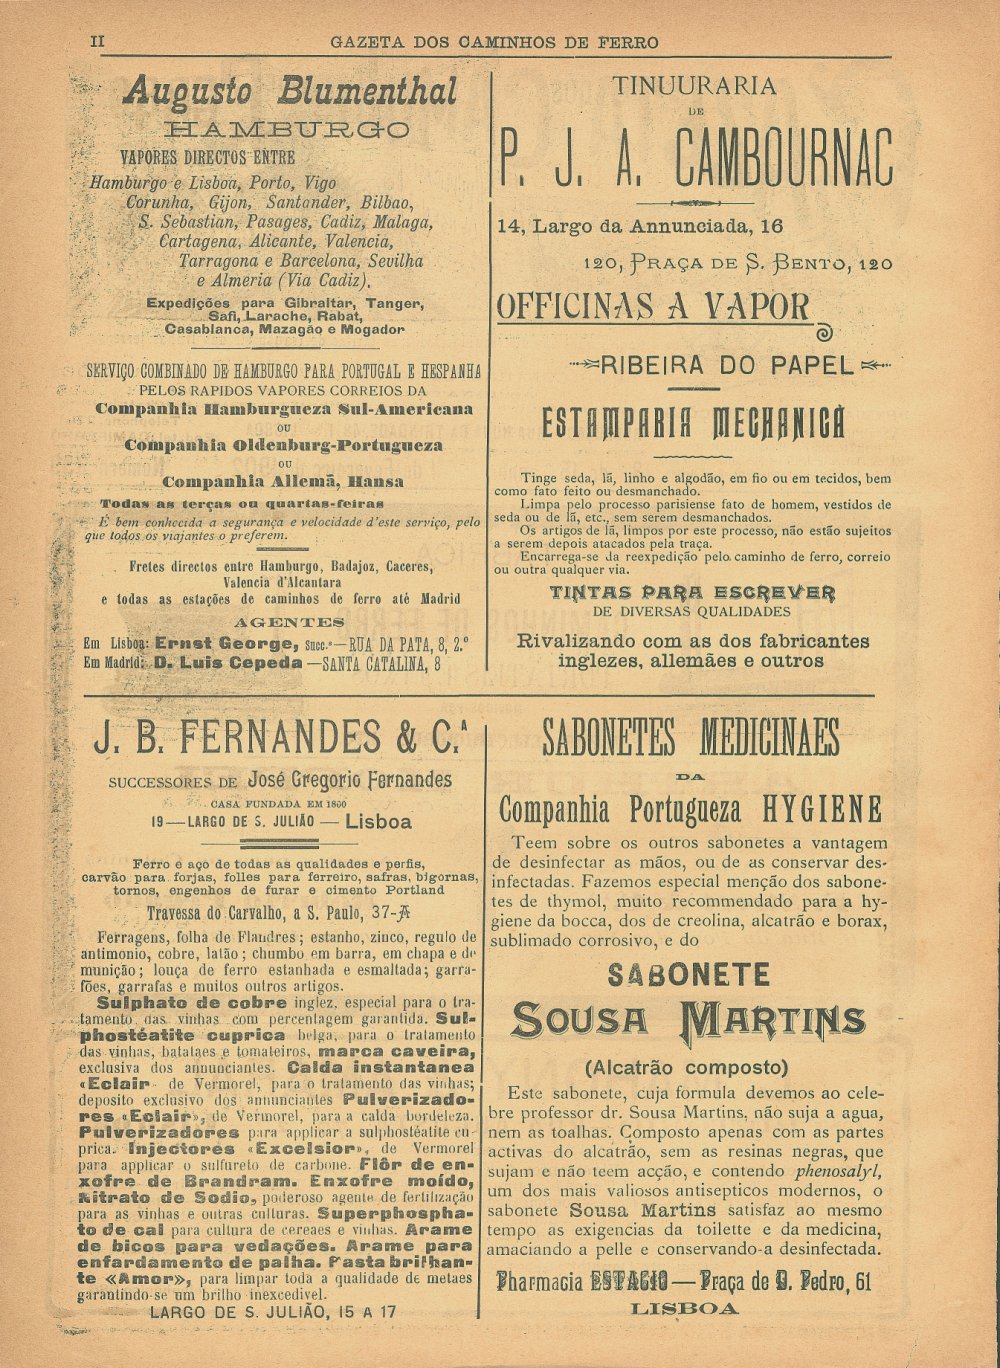 II
GAZETA DOS CAMINHOS DE FERRO
Augusto Blumenthal
HAMBURGO
VAPORES DIRECTOS ENTRE
Hamburgo e Lisboa, Porto, Vigo
Corunha, Gijon, Santander, Bilbao,
S. Sebastian, Pasages, Cadiz, Malaga,
Cartagena, Alicante, Valencia,
Tarragona e Barcelona, Sevilha
e Almeria (Via Cadiz).
Expedições para Gibraltar, Tanger,
Safi, Larache, Rabat,
Casablanca, Mazagão e Mogador
SERVIÇO COMBINADO DE HAMBURGO PARA PORTUGAL E HESPANHA
PELOS RAPIDOS VAPORES CORREIOS DA
Companhia Hamburgueza Sul-Americana
OU
Companhia Oldenburg-Portugueza
OU
Companhia Allemã, Hansa
Todas as terças ou quartas-feiras
É bem conhecida a segurança e velocidade d'este serviço, pelo
que todos os viajantes o preferem.
Fretes directos entre Hamburgo, Badajoz, Caceres,
Valencia d'Alcantara
e todas as estações de caminhos de ferro até Madrid
AGENTES
Em Lisboa: Ernst George, Succ.ᵒ—RUA DA PATA, 8, 2.º
Em Madrid: D. Luis Cepeda—SANTA CATALINA, 8
TINUURARIA
DE
P. J. A. CAMBOURNAC
14, Largo da Annunciada, 16
120, PRAÇA DE S. BENTO, 120
OFFICINAS A VAPOR
RIBEIRA DO PAPEL
ESTAMPARIA MECHANICA
Tinge seda, lã, linho e algodão, em fio ou em tecidos, bem
como fato feito ou desmanchado.
Limpa pelo processo parisiense fato de homem, vestidos de
seda ou de lã, etc., sem serem desmanchados.
Os artigos de lã, limpos por este processo, não estão sujeitos
a serem depois atacados pela traça.
Encarrega-se da reexpedição pelo caminho de ferro, correio
ou outra qualquer via.
TINTAS PARA ESCREVER
DE DIVERSAS QUALIDADES
Rivalizando com as dos fabricantes
inglezes, allemães e outros
J. B. FERNANDES & C.ᴬ
SUCCESSORES DE José Gregorio Fernandes
CASA FUNDADA EM 1800
19—LARGO DE S. JULIÃO—Lisboa
Ferro e aço de todas as qualidades e perfis,
carvão para forjas, folles para ferreiro, safras, bigornas,
tornos, engenhos de furar e cimento Portland
Travessa do Carvalho, a S. Paulo, 37-A
Ferragens, folha de Flandres; estanho, zinco, regulo de
antimonio, cobre, latão; chumbo em barra, em chapa e de
munição; louça de ferro estanhada e esmaltada; garra-
fões, garrafas e muitos outros artigos.
Sulphato de cobre inglez, especial para o tra-
tamento das vinhas com percentagem garantida. Sul-
phostéatite cuprica belga, para o tratamento
das vinhas, batataes e tomateiros, marca caveira,
exclusiva dos annunciantes. Calda instantanea
«Eclair» de Vermorel, para o tratamento das vinhas;
deposito exclusivo dos annunciantes Pulverizado-
res «Eclair», de Vermorel, para a calda bordeleza.
Pulverizadores para applicar a sulphostéatite cu-
prica. Injectores «Excelsior», de Vermorel
para applicar o sulfureto de carbone. Flôr de en-
xofre de Brandram. Enxofre moído,
Nitrato de Sodio, poderoso agente de fertilização
para as vinhas e outras culturas. Superphospha-
to de cal para cultura de cereaes e vinhas. Arame
de bicos para vedações. Arame para
enfardamento de palha. Pasta brilhan-
te «Amor», para limpar toda a qualidade de metaes
garantindo-se um brilho inexcedivel.
LARGO DE S. JULIÃO, 15 A 17
SABONETES MEDICINAES
DA
Companhia Portugueza HYGIENE
Teem sobre os outros sabonetes a vantagem
de desinfectar as mãos, ou de as conservar des-
infectadas. Fazemos especial menção dos sabone-
tes de thymol, muito recommendado para a hy-
giene da bocca, dos de creolina, alcatrão e borax,
sublimado corrosivo, e do
SABONETE
SOUSA MARTINS
(Alcatrão composto)
Este sabonete, cuja formula devemos ao cele-
bre professor dr. Sousa Martins, não suja a agua,
nem as toalhas. Composto apenas com as partes
activas do alcatrão, sem as resinas negras, que
sujam e não teem acção, e contendo phenosalyl,
um dos mais valiosos antisepticos modernos, o
sabonete Sousa Martins satisfaz ao mesmo
tempo as exigencias da toilette e da medicina,
amaciando a pelle e conservando-a desinfectada.
Pharmacia ESTACIO—Praça de D. Pedro, 61
LISBOA